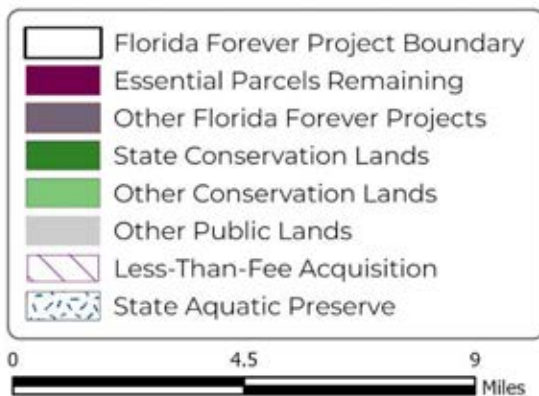 Florida Forever Project Boundary
Essential Parcels Remaining
Other Florida Forever Projects
State Conservation Lands
Other Conservation Lands
Other Public Lands
Less-Than-Fee Acquisition
State Aquatic Preserve
0 4.5 9
Miles